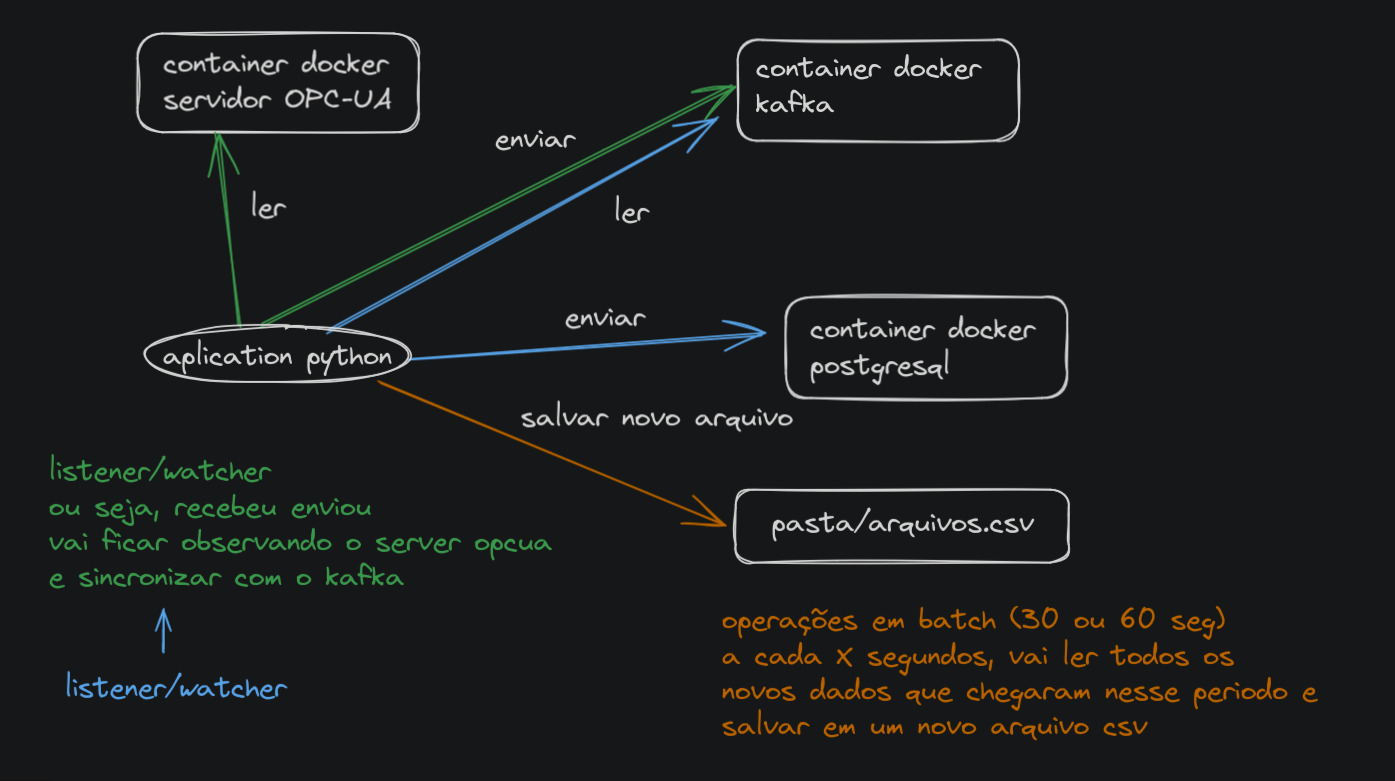 container docker
servidor OPC-UA
container docker
kafka
enviar
ler
ler
enviar
container docker
postgresql
aplication python
salvar novo arquivo
listener/watcher
ou seja, recebeu enviou
vai ficar observando o server opcua
e sincronizar com o kafka
pasta/arquivos.csv
listener/watcher
operações em batch (30 ou 60 seg)
a cada X segundos, vai ler todos os
novos dados que chegaram nesse periodo e
salvar em um novo arquivo csv